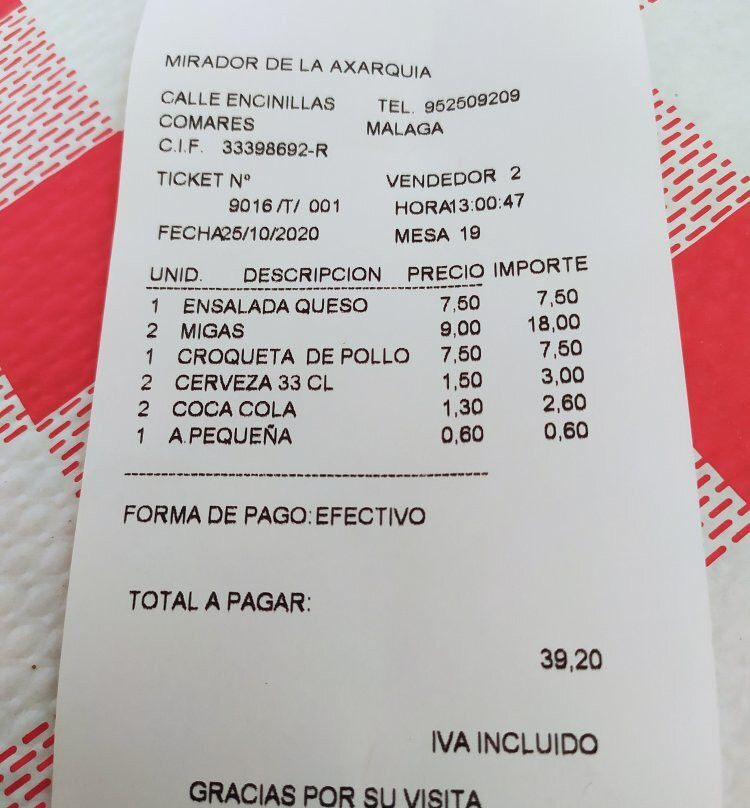 MIRADOR DE LA AXARQUIA
CALLE ENCINILLAS TEL. 952509209
COMARES MALAGA
C.I.F. 33398692-R
TICKET Nº VENDEDOR 2
9016 /T/ 001 HORA13:00:47
FECHA25/10/2020 MESA 19
UNID. DESCRIPCION PRECIO IMPORTE
1 ENSALADA QUESO 7,50 7,50
2 MIGAS 9,00 18,00
1 CROQUETA DE POLLO 7,50 7,50
2 CERVEZA 33 CL 1,50 3,00
2 COCA COLA 1,30 2,60
1 A.PEQUEÑA 0,60 0,60
FORMA DE PAGO:EFECTIVO
TOTAL A PAGAR:
39,20
IVA INCLUIDO
GRACIAS POR SU VISITA